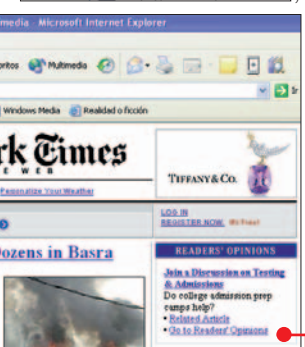 media - Microsoft Internet Explorer
oritos Multimedia
Windows Media Realidad o ficción
rk Times
E WEB
Personalize Your Weather
TIFFANY & CO.
LOG IN
REGISTER NOW. It's Free!
Dozens in Basra
READERS' OPINIONS
Join a Discussion on Testing
& Admissions
Do college admission prep
camps help?
• Related Article
• Go to Readers' Opinions